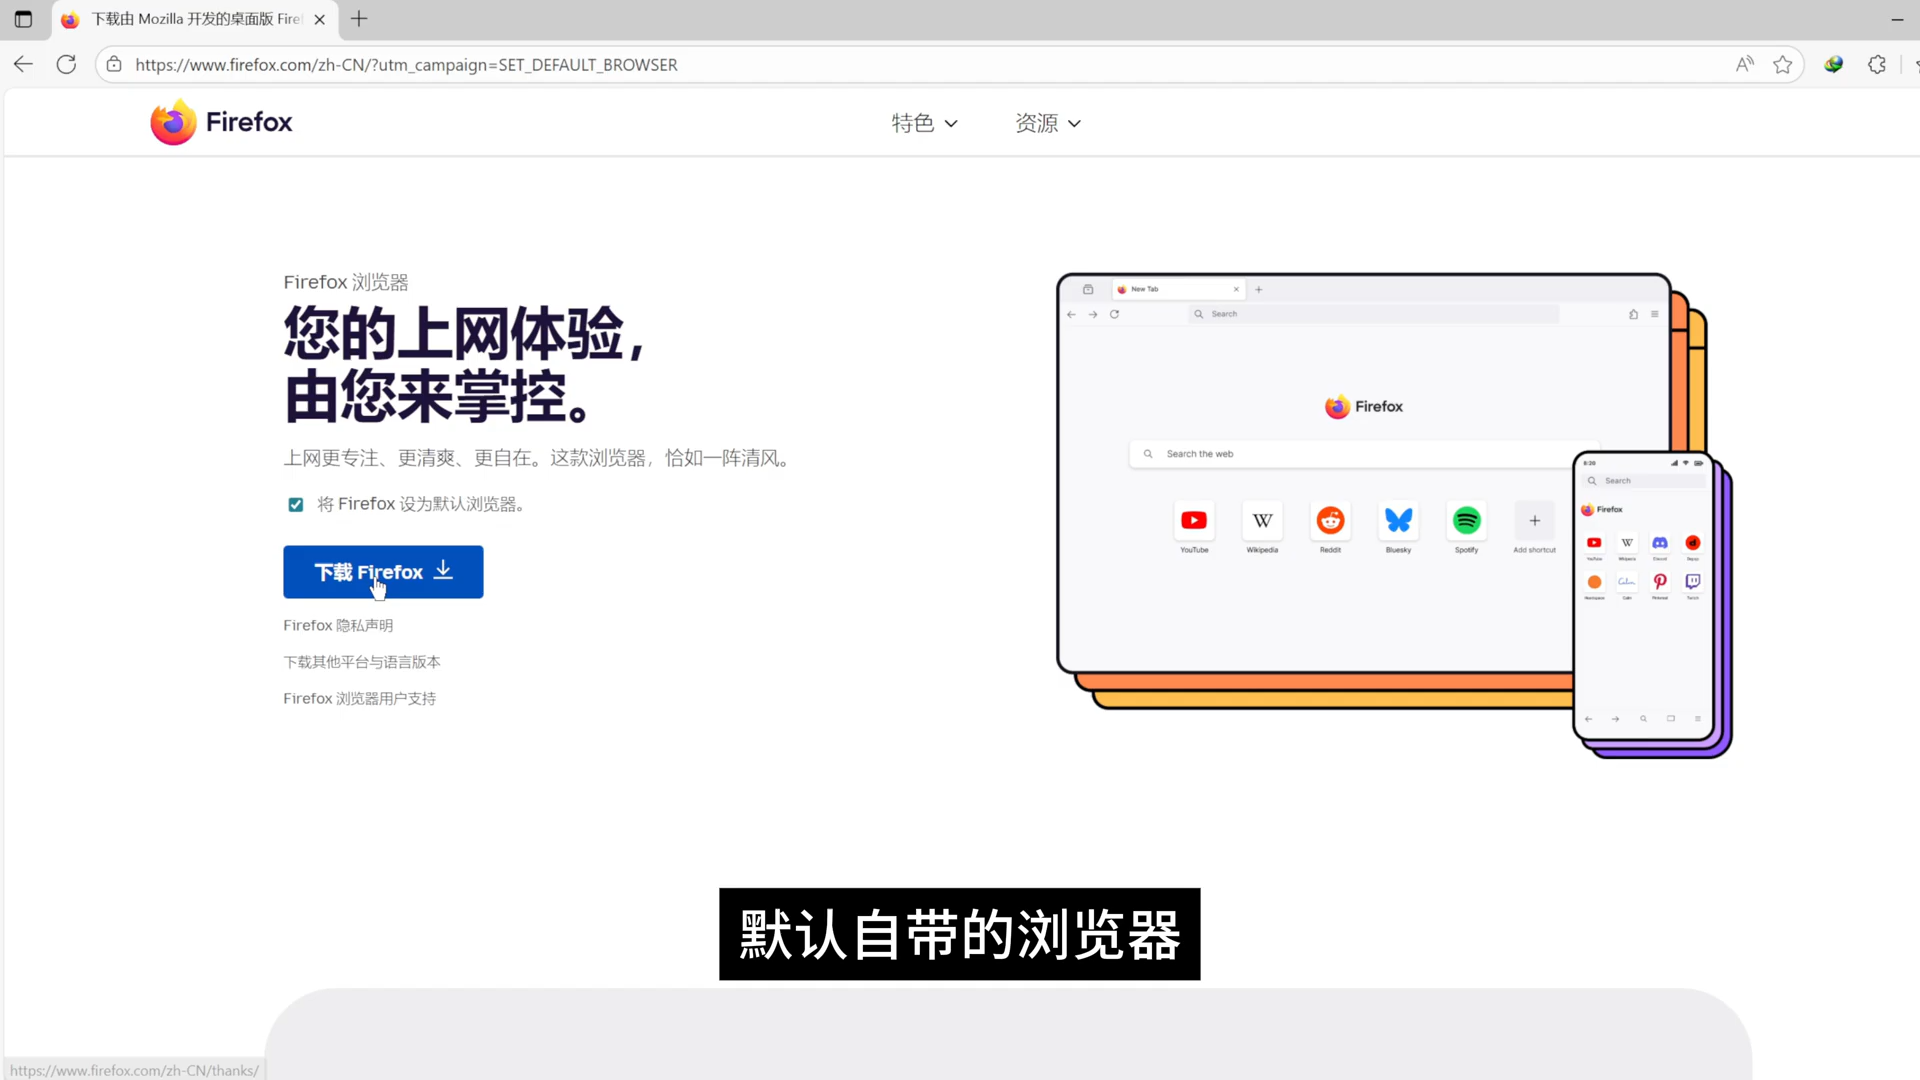 下载由 Mozilla 开发的桌面版 Fire
https://www.firefox.com/zh-CN/?utm_campaign=SET_DEFAULT_BROWSER
Firefox
特色
资源
Firefox 浏览器
您的上网体验，
由您来掌控。
上网更专注、更清爽、更自在。这款浏览器，恰如一阵清风。
将 Firefox 设为默认浏览器。
下载 Firefox
Firefox 隐私声明
下载其他平台与语言版本
Firefox 浏览器用户支持
New Tab
Search
Firefox
Search the web
YouTube
Wikipedia
Reddit
Bluesky
Spotify
Add shortcut
Search
Firefox
YouTube
Wikipedia
Discord
Calm
Pinterest
Twitch
默认自带的浏览器
https://www.firefox.com/zh-CN/thanks/